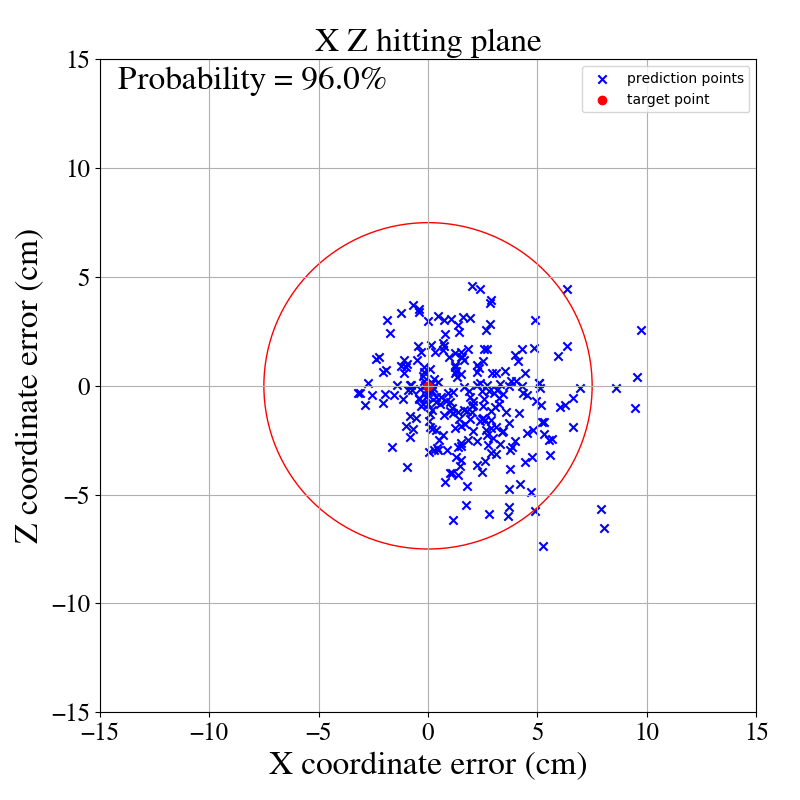 X Z hitting plane
Probability = 96.0%
prediction points
target point
Z coordinate error (cm)
15
10
5
0
−5
−10
−15
−15
−10
−5
0
5
10
15
X coordinate error (cm)